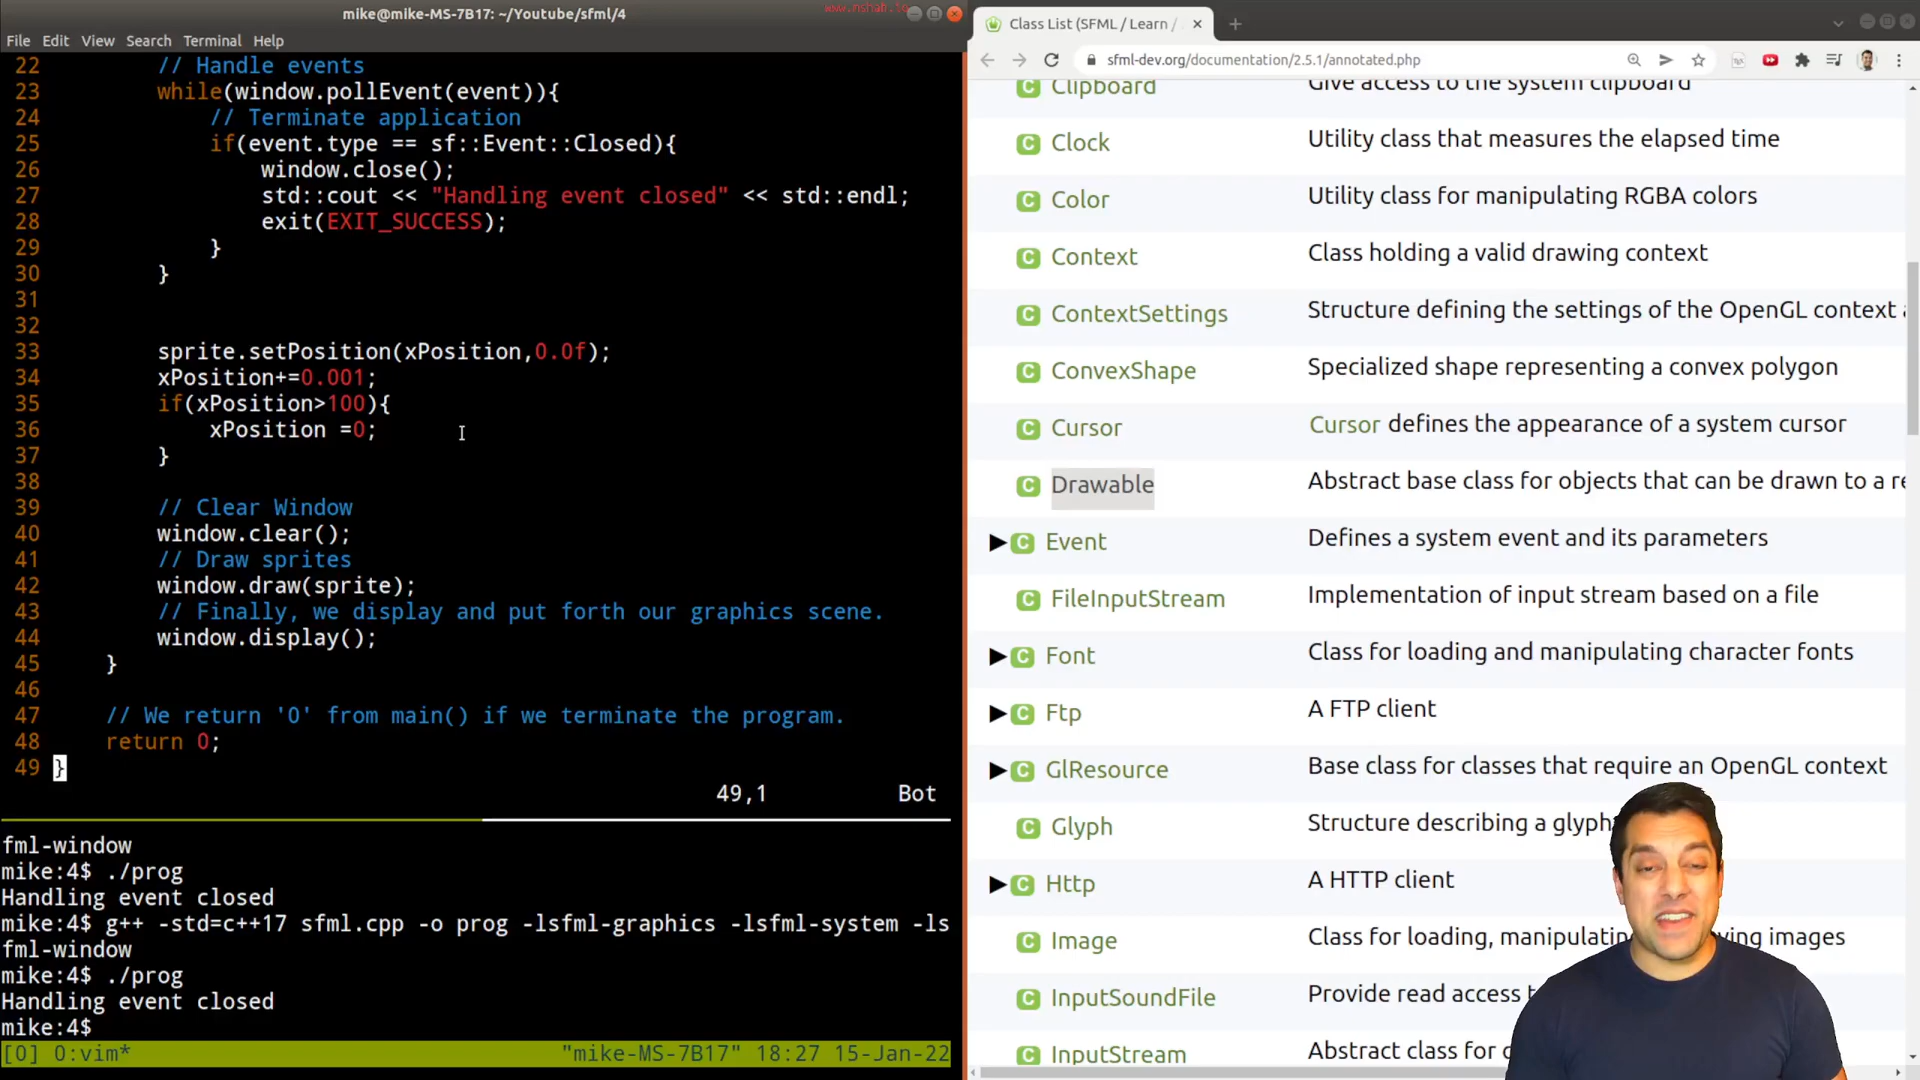 mike@mike-MS-7B17: ~/Youtube/sfml/4
File Edit View Search Terminal Help
22 // Handle events
23 while(window.pollEvent(event)){
24 // Terminate application
25 if(event.type == sf::Event::Closed){
26 window.close();
27 std::cout << "Handling event closed" << std::endl;
28 exit(EXIT_SUCCESS);
29 }
30 }
31
32
33 sprite.setPosition(xPosition,0.0f);
34 xPosition+=0.001;
35 if(xPosition>100){
36 xPosition =0;
37 }
38
39 // Clear Window
40 window.clear();
41 // Draw sprites
42 window.draw(sprite);
43 // Finally, we display and put forth our graphics scene.
44 window.display();
45 }
46
47 // We return '0' from main() if we terminate the program.
48 return 0;
49 }
49,1 Bot
fml-window
mike:4$ ./prog
Handling event closed
mike:4$ g++ -std=c++17 sfml.cpp -o prog -lsfml-graphics -lsfml-system -ls
fml-window
mike:4$ ./prog
Handling event closed
mike:4$
[0] 0:vim* "mike-MS-7B17" 18:27 15-Jan-22
Class List (SFML / Learn /
sfml-dev.org/documentation/2.5.1/annotated.php
C Clipboard Give access to the system clipboard
C Clock Utility class that measures the elapsed time
C Color Utility class for manipulating RGBA colors
C Context Class holding a valid drawing context
C ContextSettings Structure defining the settings of the OpenGL context
C ConvexShape Specialized shape representing a convex polygon
C Cursor Cursor defines the appearance of a system cursor
C Drawable Abstract base class for objects that can be drawn to a
C Event Defines a system event and its parameters
C FileInputStream Implementation of input stream based on a file
C Font Class for loading and manipulating character fonts
C Ftp A FTP client
C GlResource Base class for classes that require an OpenGL context
C Glyph Structure describing a glyph
C Http A HTTP client
C Image Class for loading, images
C InputSoundFile Provide read access
C InputStream Abstract class for